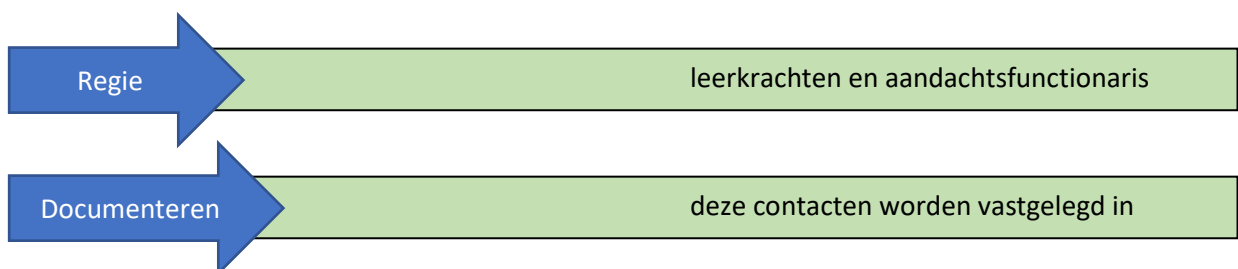 Regie
leerkrachten en aandachtsfunctionaris
Documenteren
deze contacten worden vastgelegd in